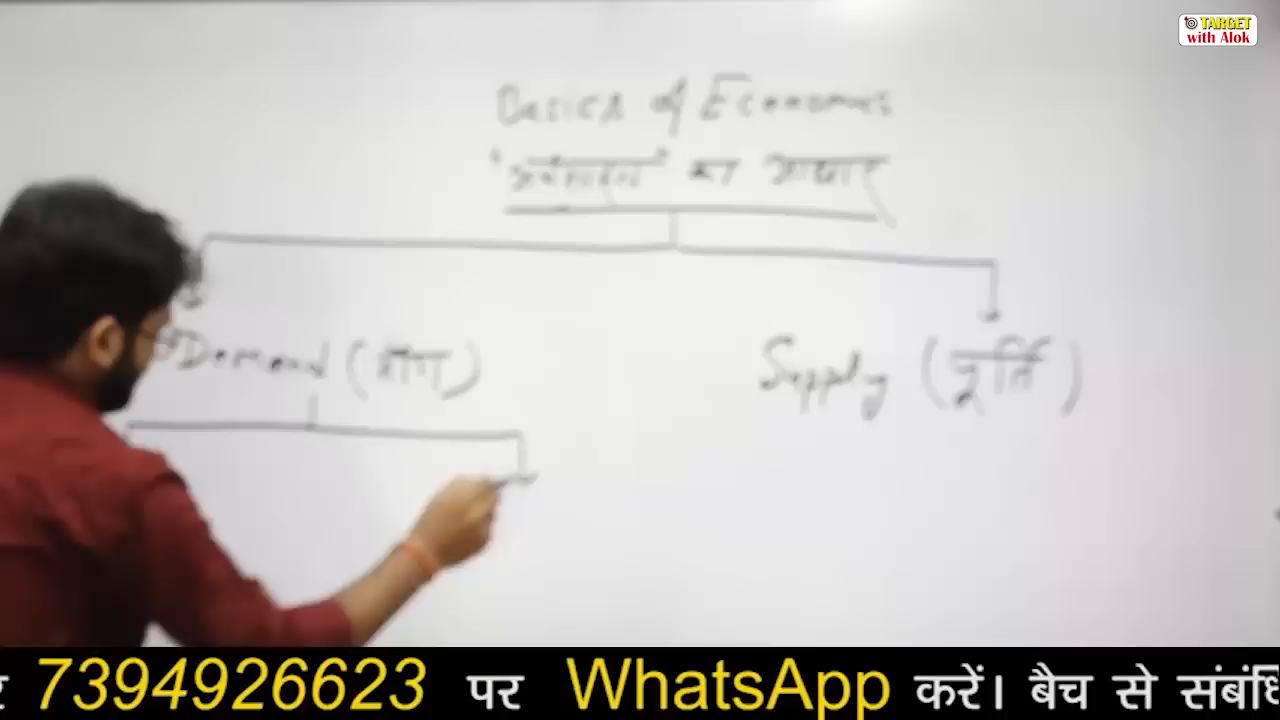 TARGET
with Alok
Basics of Economics
"अर्थशास्त्र" का आधार
Demand (माँग)
Supply (पूर्ति)
7394926623 पर WhatsApp करें। बैच से